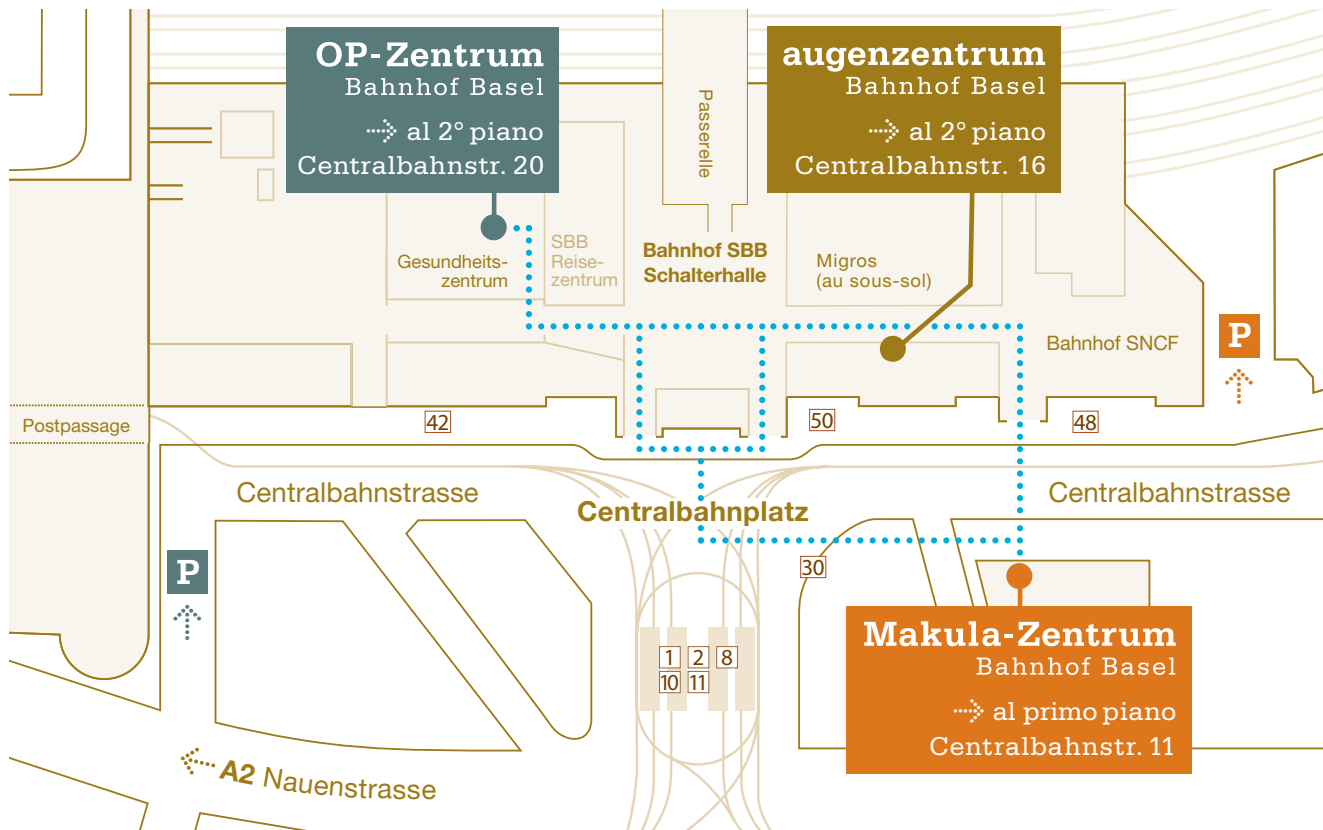 OP-Zentrum
Bahnhof Basel
al 2° piano
Centralbahnstr. 20
Passerelle
augenzentrum
Bahnhof Basel
al 2° piano
Centralbahnstr. 16
Gesundheits-
zentrum
SBB
Reise-
zentrum
Bahnhof SBB
Schalterhalle
Migros
(au sous-sol)
Bahnhof SNCF
P
Postpassage
42
50
48
Centralbahnstrasse
Centralbahnplatz
Centralbahnstrasse
P
30
1 2 8
10 11
Makula-Zentrum
Bahnhof Basel
al primo piano
Centralbahnstr. 11
A2 Nauenstrasse